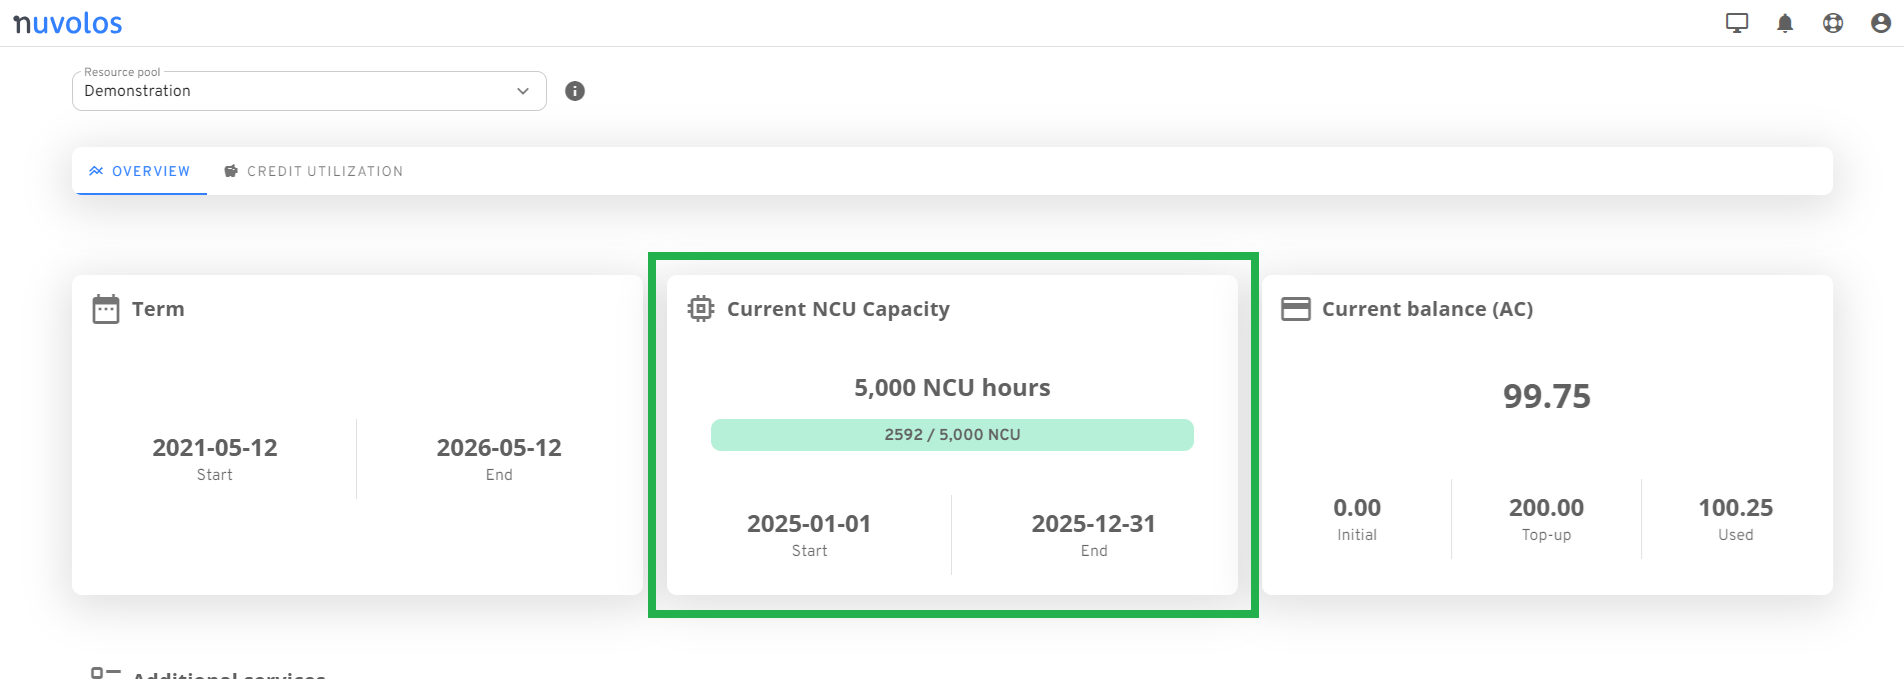 nuvolos
Resource pool
Demonstration
OVERVIEW
CREDIT UTILIZATION
Term
2021-05-12
Start
2026-05-12
End
Current NCU Capacity
5,000 NCU hours
2592 / 5,000 NCU
2025-01-01
Start
2025-12-31
End
Current balance (AC)
99.75
0.00
Initial
200.00
Top-up
100.25
Used
Additional services